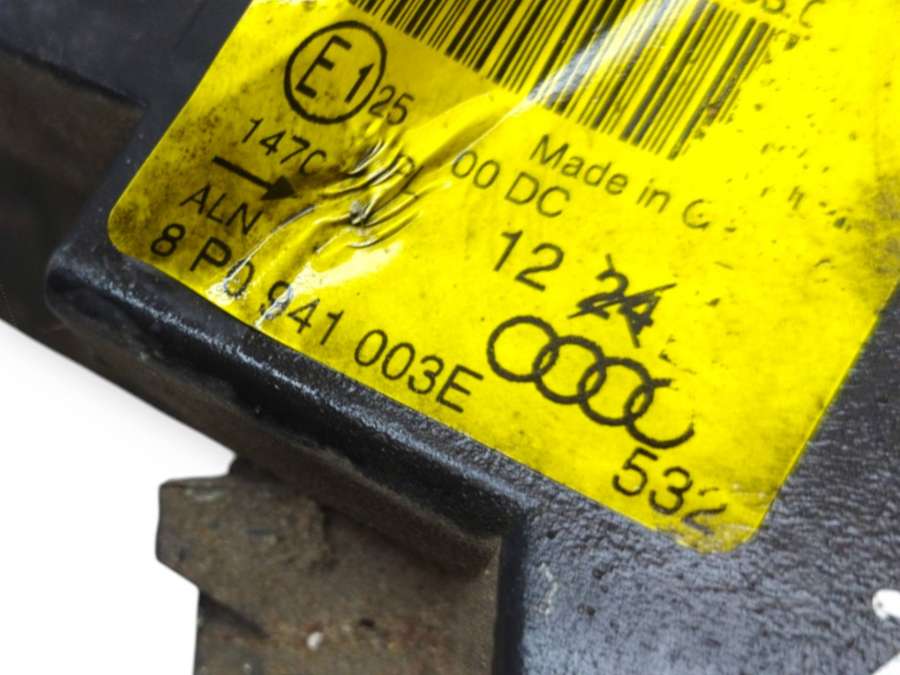 E1 25
Made in
147C 00 DC
ALN
12 24
8 P0 941 003E
532